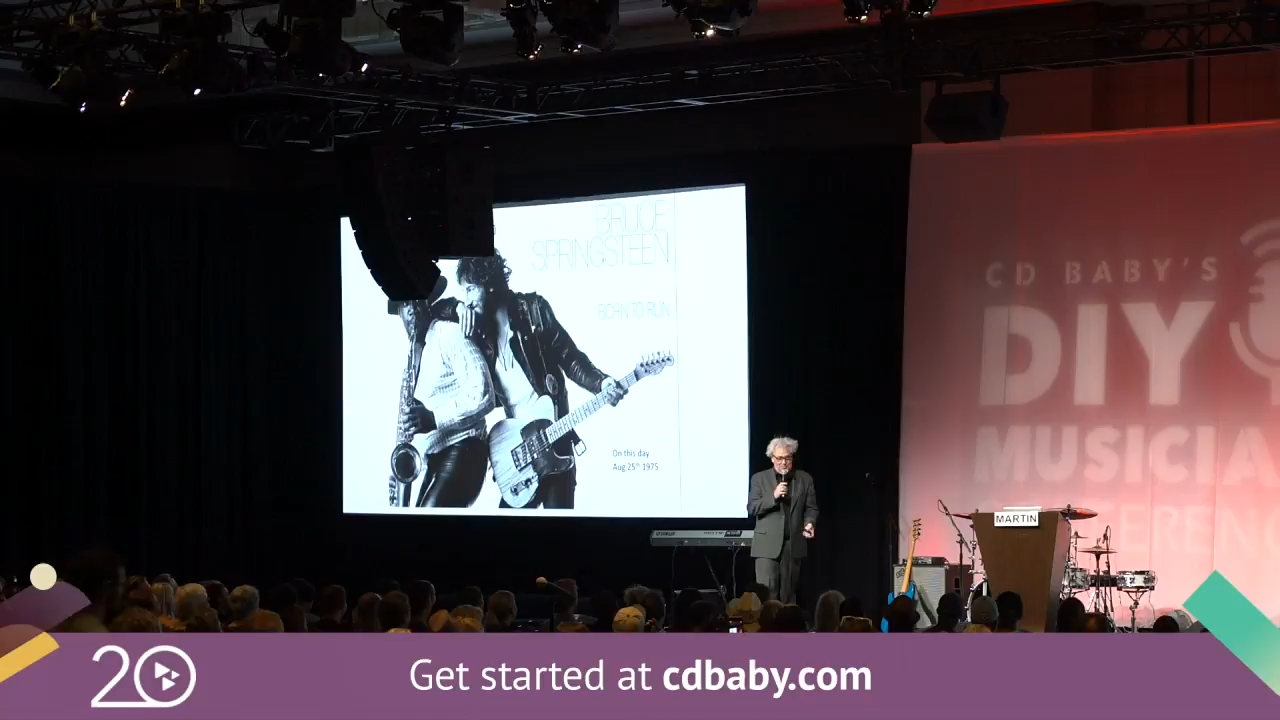 BRUCE
SPRINGSTEEN
BORN TO RUN
On this day
Aug 25th 1975
CD BABY'S
DIY
MUSICIA
ERENC
MARTIN
20
Get started at cdbaby.com